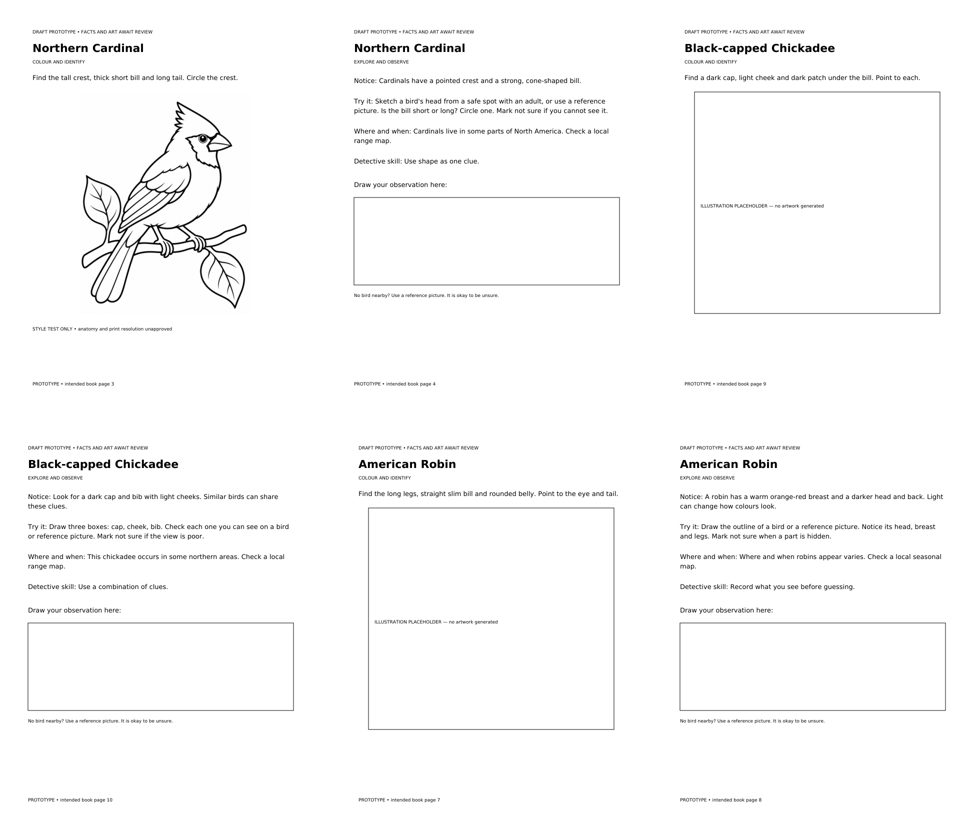 DRAFT PROTOTYPE • FACTS AND ART AWAIT REVIEW
Northern Cardinal
COLOUR AND IDENTIFY
Find the tall crest, thick short bill and long tail. Circle the crest.
STYLE TEST ONLY • anatomy and print resolution unapproved
PROTOTYPE • intended book page 3
DRAFT PROTOTYPE • FACTS AND ART AWAIT REVIEW
Northern Cardinal
EXPLORE AND OBSERVE
Notice: Cardinals have a pointed crest and a strong, cone-shaped bill.
Try it: Sketch a bird's head from a safe spot with an adult, or use a reference
picture. Is the bill short or long? Circle one. Mark not sure if you cannot see it.
Where and when: Cardinals live in some parts of North America. Check a local
range map.
Detective skill: Use shape as one clue.
Draw your observation here:
No bird nearby? Use a reference picture. It is okay to be unsure.
PROTOTYPE • intended book page 4
DRAFT PROTOTYPE • FACTS AND ART AWAIT REVIEW
Black-capped Chickadee
COLOUR AND IDENTIFY
Find a dark cap, light cheek and dark patch under the bill. Point to each.
ILLUSTRATION PLACEHOLDER — no artwork generated
PROTOTYPE • intended book page 9
DRAFT PROTOTYPE • FACTS AND ART AWAIT REVIEW
Black-capped Chickadee
EXPLORE AND OBSERVE
Notice: Look for a dark cap and bib with light cheeks. Similar birds can share
these clues.
Try it: Draw three boxes: cap, cheek, bib. Check each one you can see on a bird
or reference picture. Mark not sure if the view is poor.
Where and when: This chickadee occurs in some northern areas. Check a local
range map.
Detective skill: Use a combination of clues.
Draw your observation here:
No bird nearby? Use a reference picture. It is okay to be unsure.
PROTOTYPE • intended book page 10
DRAFT PROTOTYPE • FACTS AND ART AWAIT REVIEW
American Robin
COLOUR AND IDENTIFY
Find the long legs, straight slim bill and rounded belly. Point to the eye and tail.
ILLUSTRATION PLACEHOLDER — no artwork generated
PROTOTYPE • intended book page 7
DRAFT PROTOTYPE • FACTS AND ART AWAIT REVIEW
American Robin
EXPLORE AND OBSERVE
Notice: A robin has a warm orange-red breast and a darker head and back. Light
can change how colours look.
Try it: Draw the outline of a bird or a reference picture. Notice its head, breast
and legs. Mark not sure when a part is hidden.
Where and when: Where and when robins appear varies. Check a local seasonal
map.
Detective skill: Record what you see before guessing.
Draw your observation here:
No bird nearby? Use a reference picture. It is okay to be unsure.
PROTOTYPE • intended book page 8